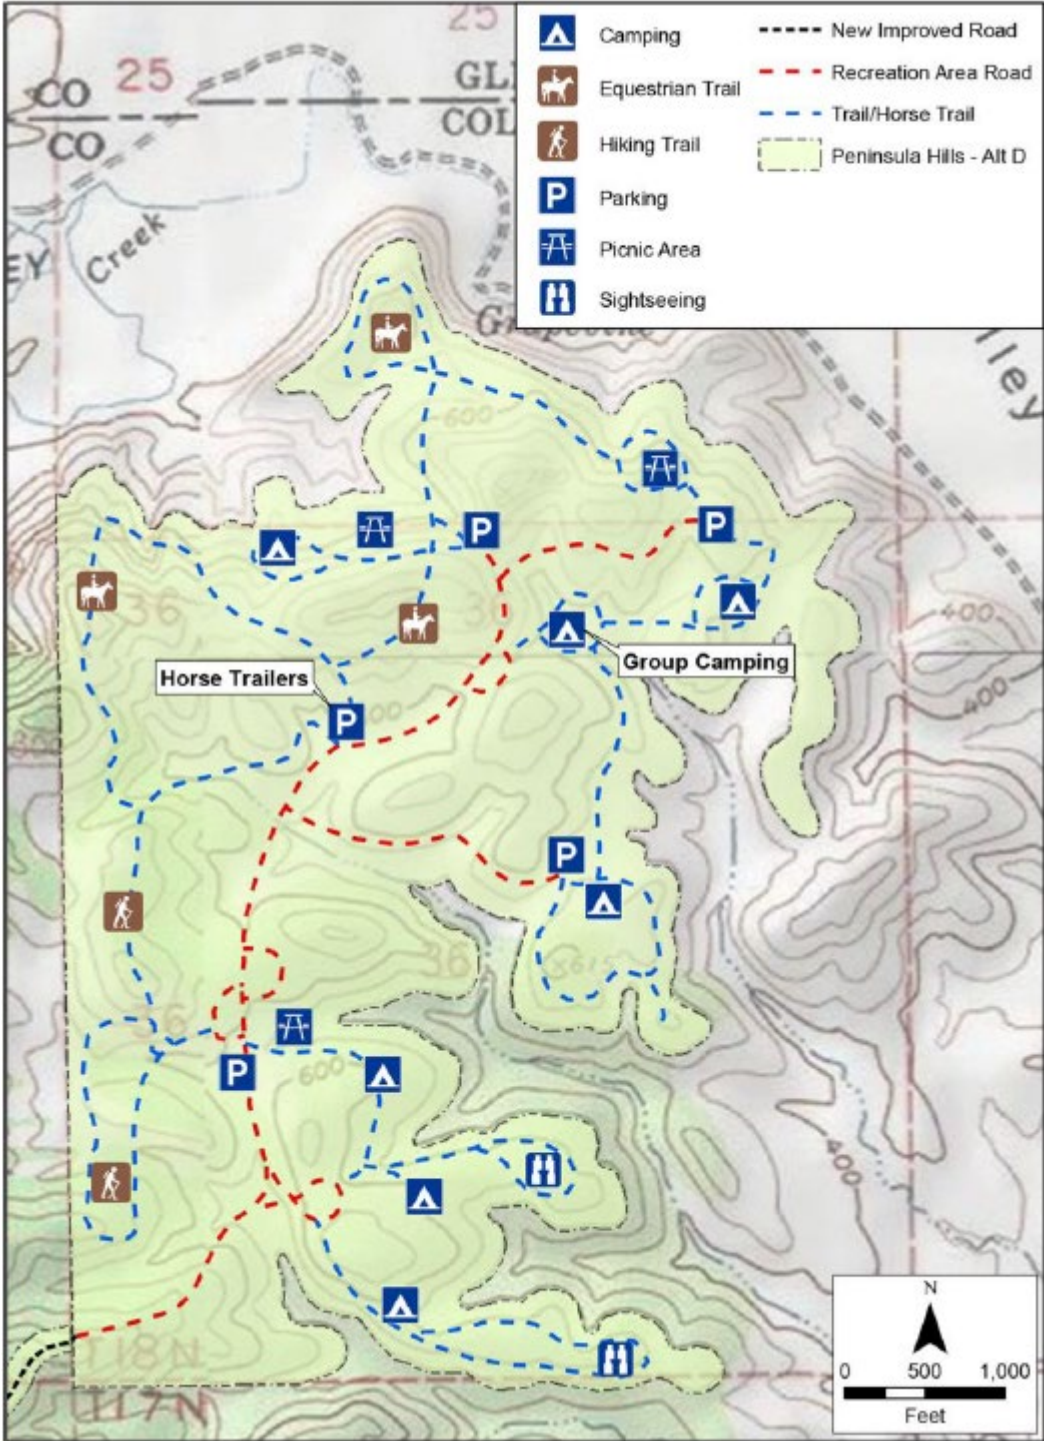 25
25
CO
CO
GL
COL
EY
Creek
lley
Camping
Equestrian Trail
Hiking Trail
Parking
Picnic Area
Sightseeing
New Improved Road
Recreation Area Road
Trail/Horse Trail
Peninsula Hills - Alt D
600
36
400
Group Camping
Horse Trailers
400
36
36
600
400
T18N
T17N
N
0 500 1,000
Feet